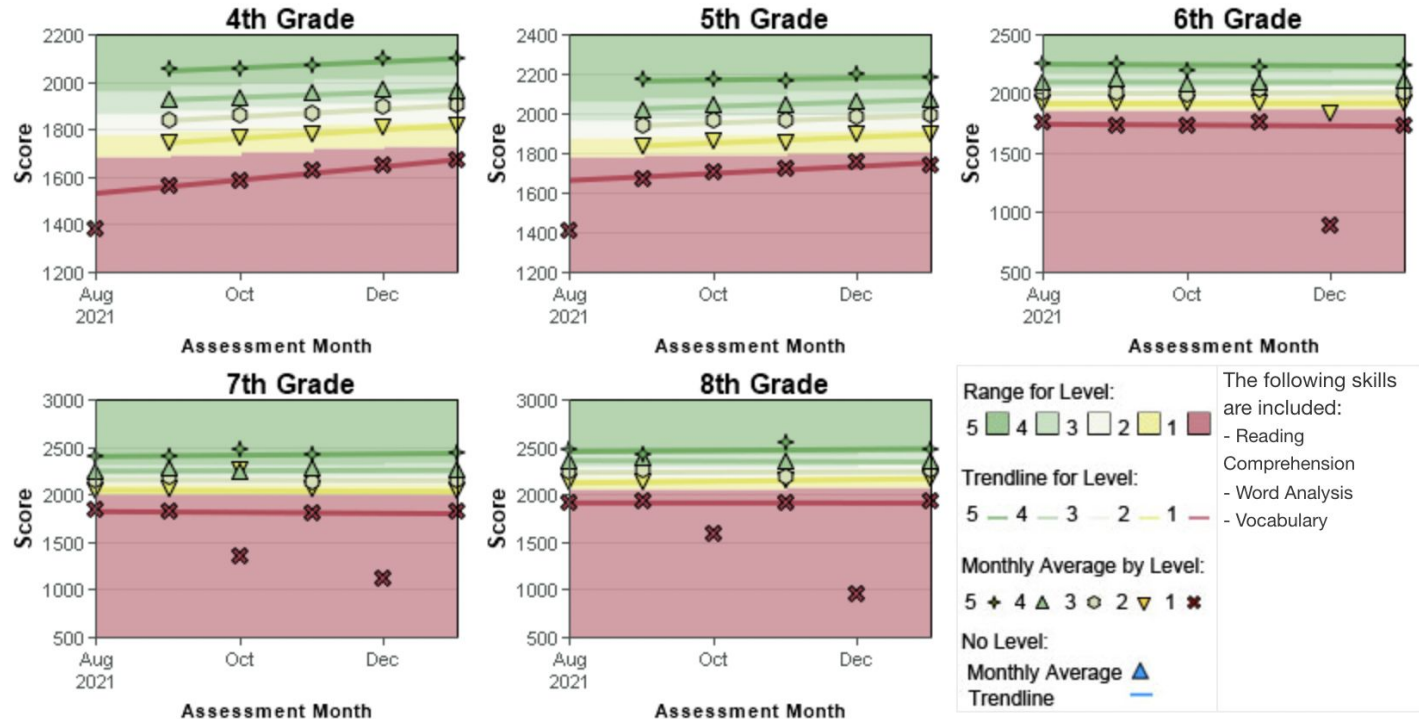 4th Grade
2200
2000
1800
1600
1400
1200
Score
Aug
2021
Oct
Dec
Assessment Month
5th Grade
2400
2200
2000
1800
1600
1400
1200
Score
Aug
2021
Oct
Dec
Assessment Month
6th Grade
2500
2000
1500
1000
500
Score
Aug
2021
Oct
Dec
Assessment Month
7th Grade
3000
2500
2000
1500
1000
500
Score
Aug
2021
Oct
Dec
Assessment Month
8th Grade
3000
2500
2000
1500
1000
500
Score
Aug
2021
Oct
Dec
Assessment Month
Range for Level:
5 4 3 2 1
Trendline for Level:
5 4 3 2 1
Monthly Average by Level:
5 4 3 2 1
No Level:
Monthly Average
Trendline
The following skills
are included:
- Reading
Comprehension
- Word Analysis
- Vocabulary